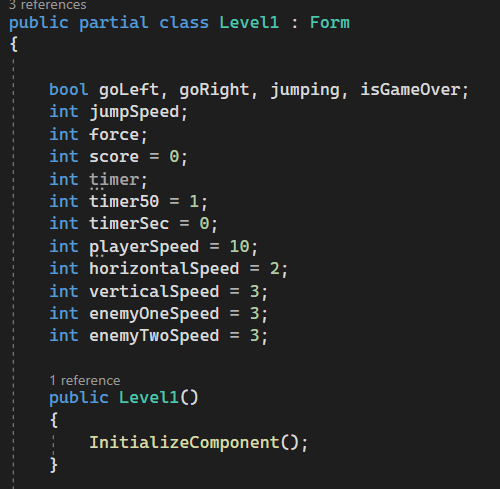 3 references
public partial class Level1 : Form
{
bool goLeft, goRight, jumping, isGameOver;
int jumpSpeed;
int force;
int score = 0;
int timer;
int timer50 = 1;
int timerSec = 0;
int playerSpeed = 10;
int horizontalSpeed = 2;
int verticalSpeed = 3;
int enemyOneSpeed = 3;
int enemyTwoSpeed = 3;
1 reference
public Level1()
{
InitializeComponent();
}